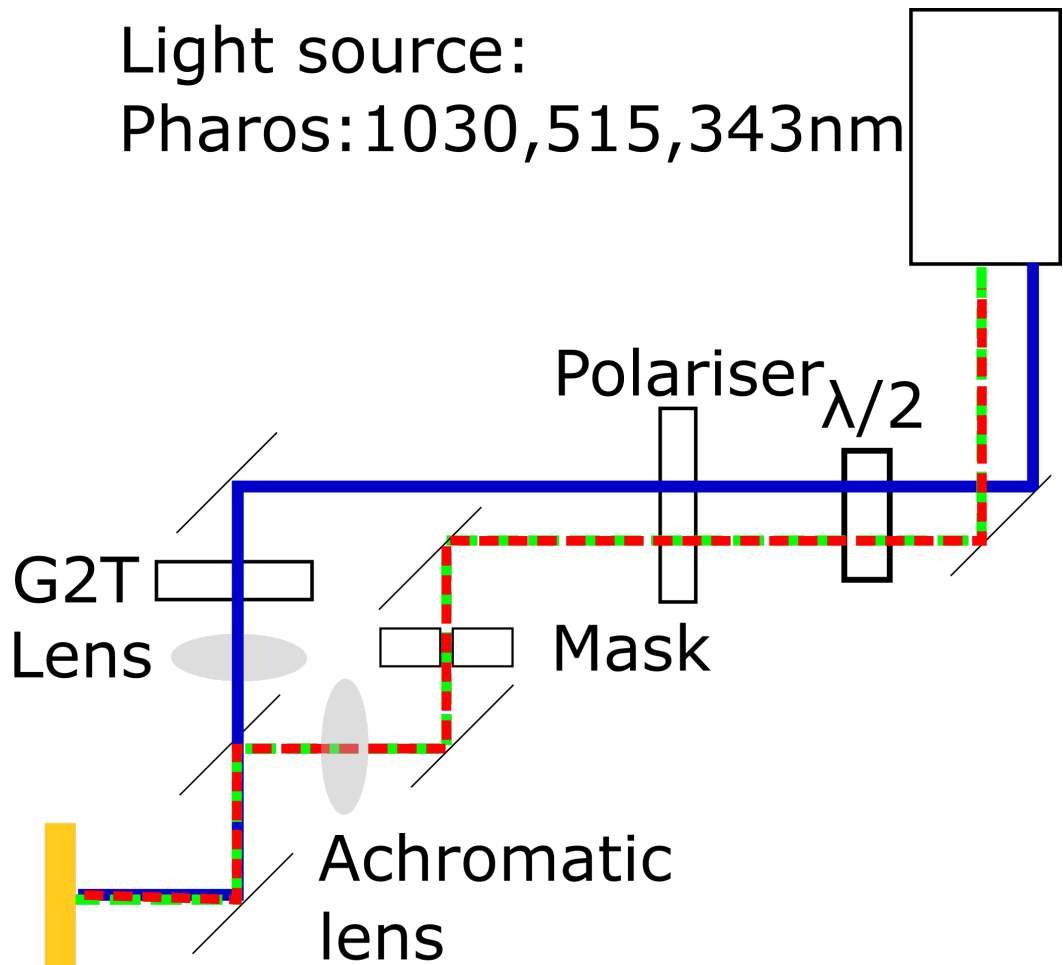 Light source:
Pharos:1030,515,343nm
Polariser
λ/2
G2T
Lens
Mask
Achromatic
lens